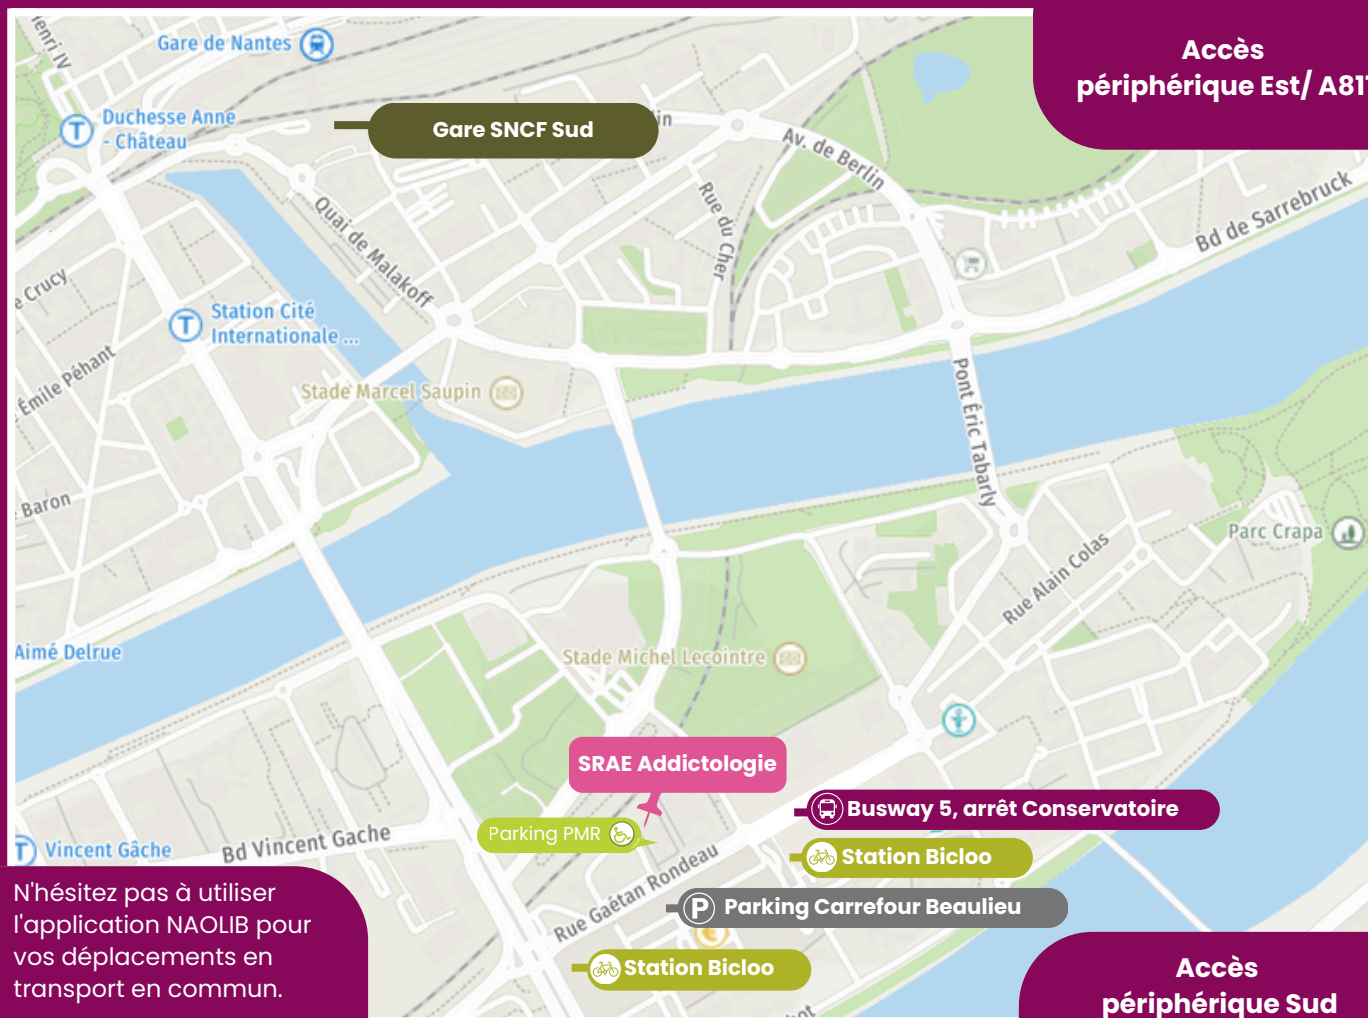 Accès
périphérique Est/ A811
Gare de Nantes
Henri IV
Duchesse Anne
- Château
Gare SNCF Sud
Av. de Berlin
Rue du Cher
Quai de Malakoff
Bd de Sarrebruck
Crucy
Station Cité
Internationale ...
Émile Péhant
Stade Marcel Saupin
Pont Éric Tabarly
Baron
Parc Crapa
Rue Alain Colas
Aimé Delrue
Stade Michel Lecointre
SRAE Addictologie
Busway 5, arrêt Conservatoire
Parking PMR
Vincent Gâche
Bd Vincent Gache
Station Bicloo
Rue Gaétan Rondeau
P Parking Carrefour Beaulieu
Station Bicloo
N'hésitez pas à utiliser
l'application NAOLIB pour
vos déplacements en
transport en commun.
Accès
périphérique Sud